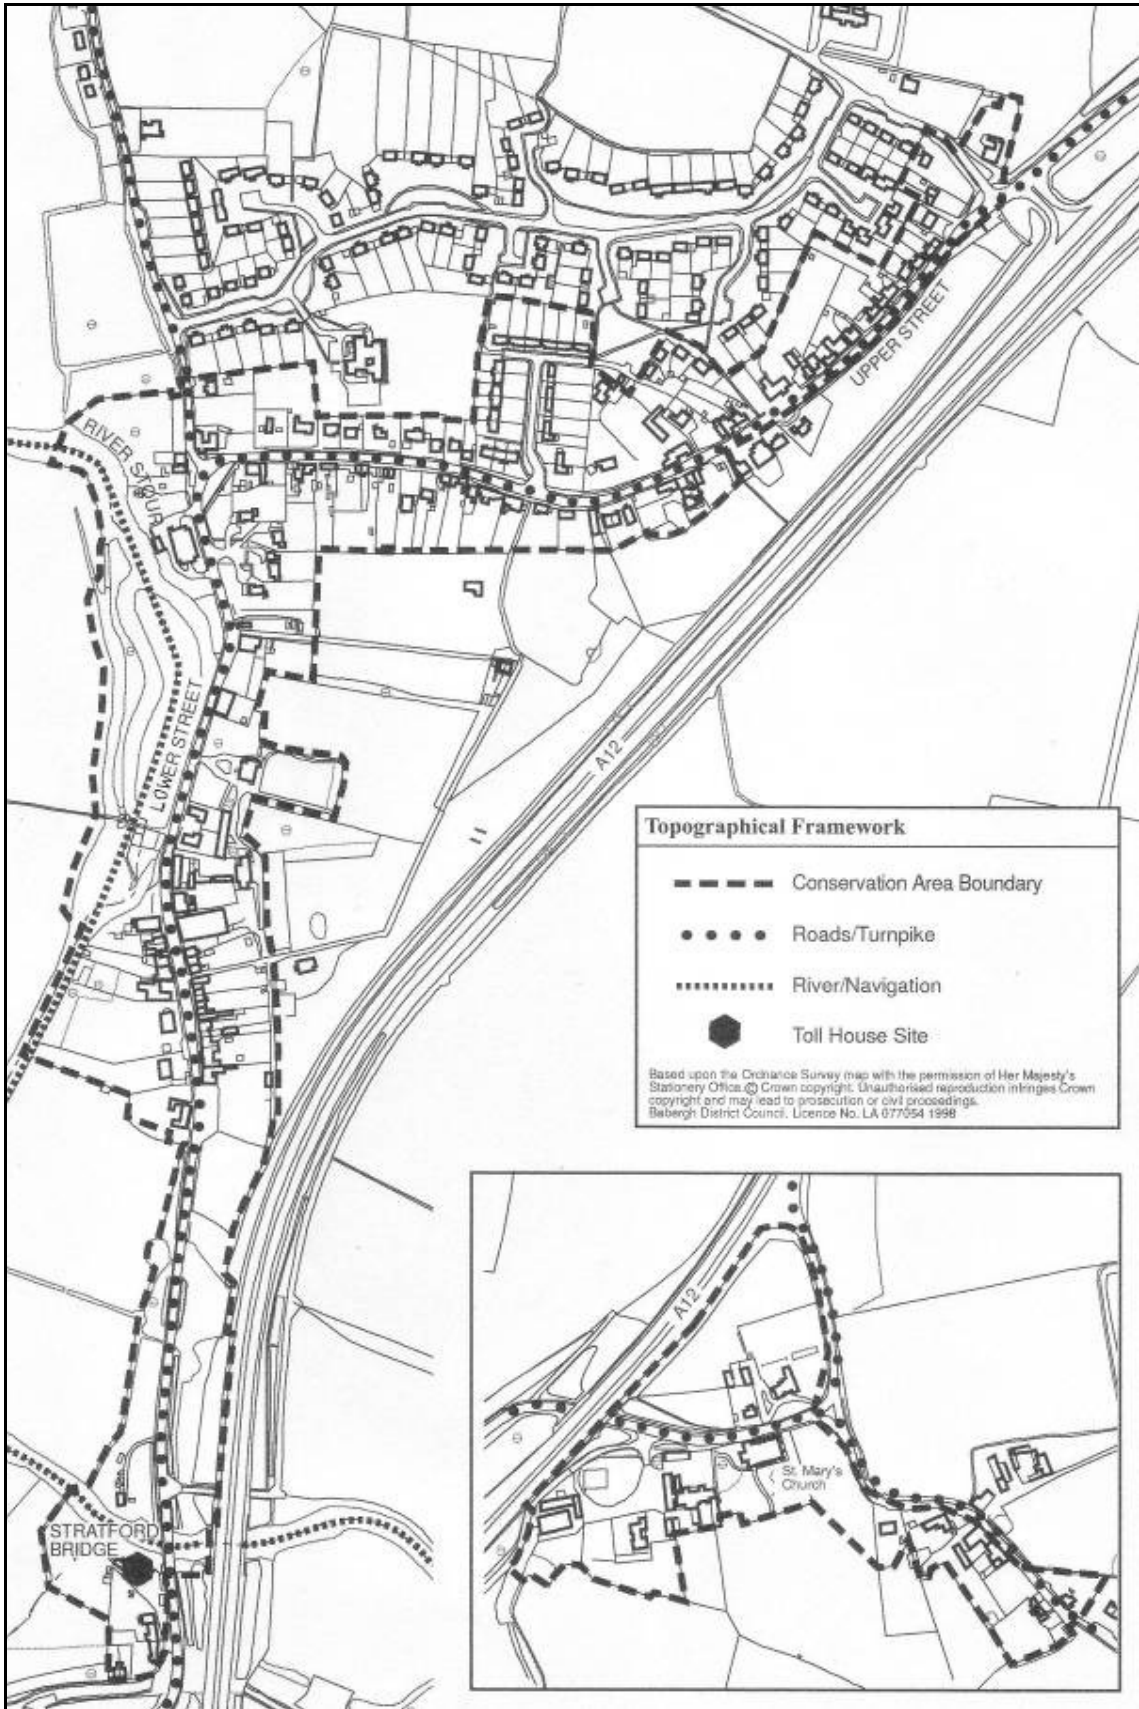 UPPER STREET
RIVER STOUR
LOWER STREET
A12
Topographical Framework
Conservation Area Boundary
Roads/Turnpike
River/Navigation
Toll House Site
Based upon the Ordnance Survey map with the permission of Her Majesty's
Stationery Office. © Crown copyright. Unauthorised reproduction infringes Crown
copyright and may lead to prosecution or civil proceedings.
Babergh District Council. Licence No. LA 077054 1998
A12
St. Mary's
Church
STRATFORD
BRIDGE